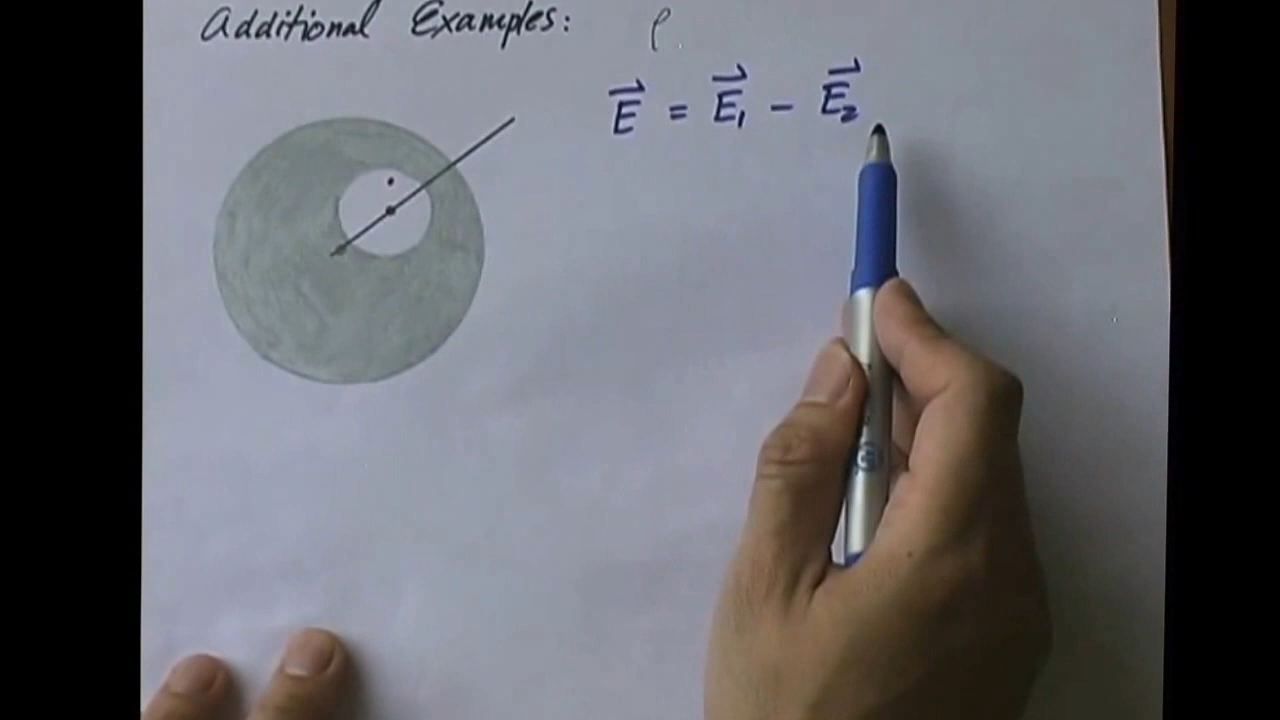 Additional Examples: ρ
E⃗ = E⃗₁ − E⃗₂